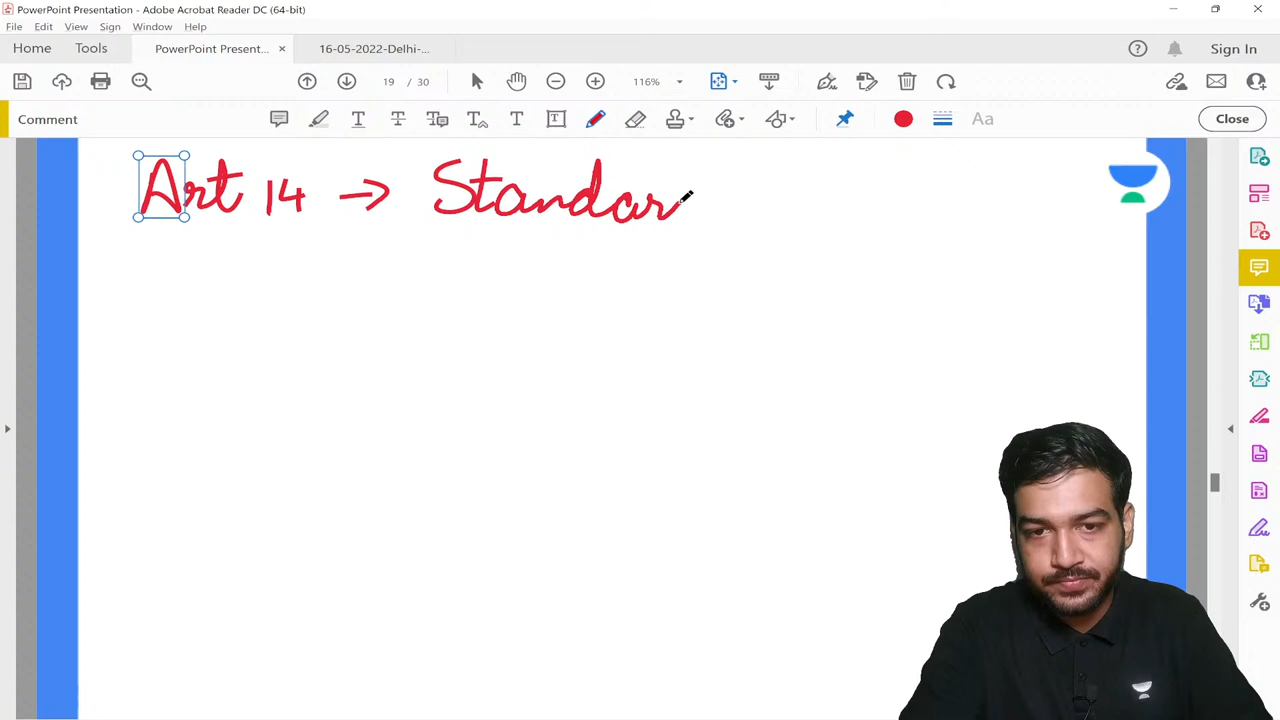 PowerPoint Presentation - Adobe Acrobat Reader DC (64-bit)
File Edit View Sign Window Help
Home Tools PowerPoint Present... × 16-05-2022-Delhi-... Sign In
19 / 30 116%
Comment Close
Art 14 → Standar